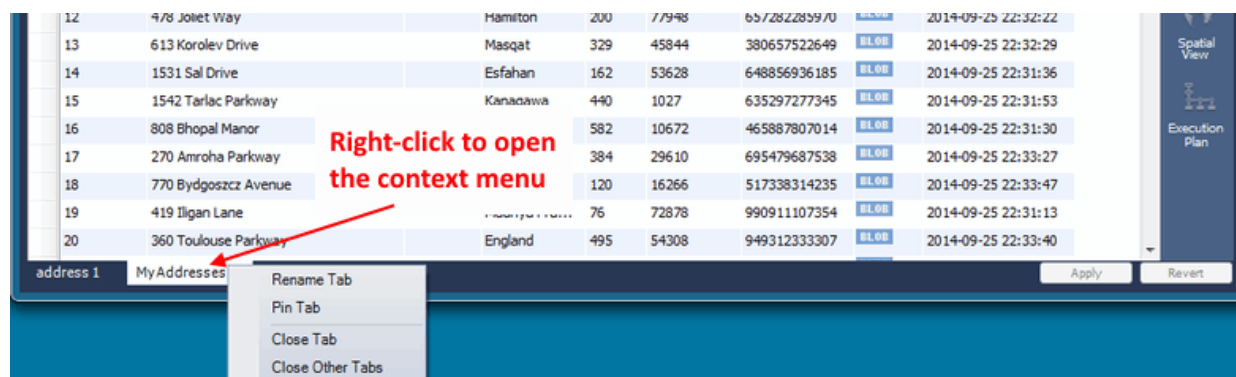 12 478 Joliet Way Hamilton 200 77948 657282285970 BLOB 2014-09-25 22:32:22
13 613 Korolev Drive Masqat 329 45844 380657522649 BLOB 2014-09-25 22:32:29
14 1531 Sal Drive Esfahan 162 53628 648856936185 BLOB 2014-09-25 22:31:36
15 1542 Tarlac Parkway Kanagawa 440 1027 635297277345 BLOB 2014-09-25 22:31:53
16 808 Bhopal Manor 582 10672 465887807014 BLOB 2014-09-25 22:31:30
17 270 Amroha Parkway 384 29610 695479687538 BLOB 2014-09-25 22:33:27
18 770 Bydgoszcz Avenue 120 16266 517338314235 BLOB 2014-09-25 22:33:47
19 419 Iligan Lane 76 72878 990911107354 BLOB 2014-09-25 22:31:13
20 360 Toulouse Parkway England 495 54308 949312333307 BLOB 2014-09-25 22:33:40
Right-click to open
the context menu
Spatial
View
Execution
Plan
address 1 MyAddresses Apply Revert
Rename Tab
Pin Tab
Close Tab
Close Other Tabs